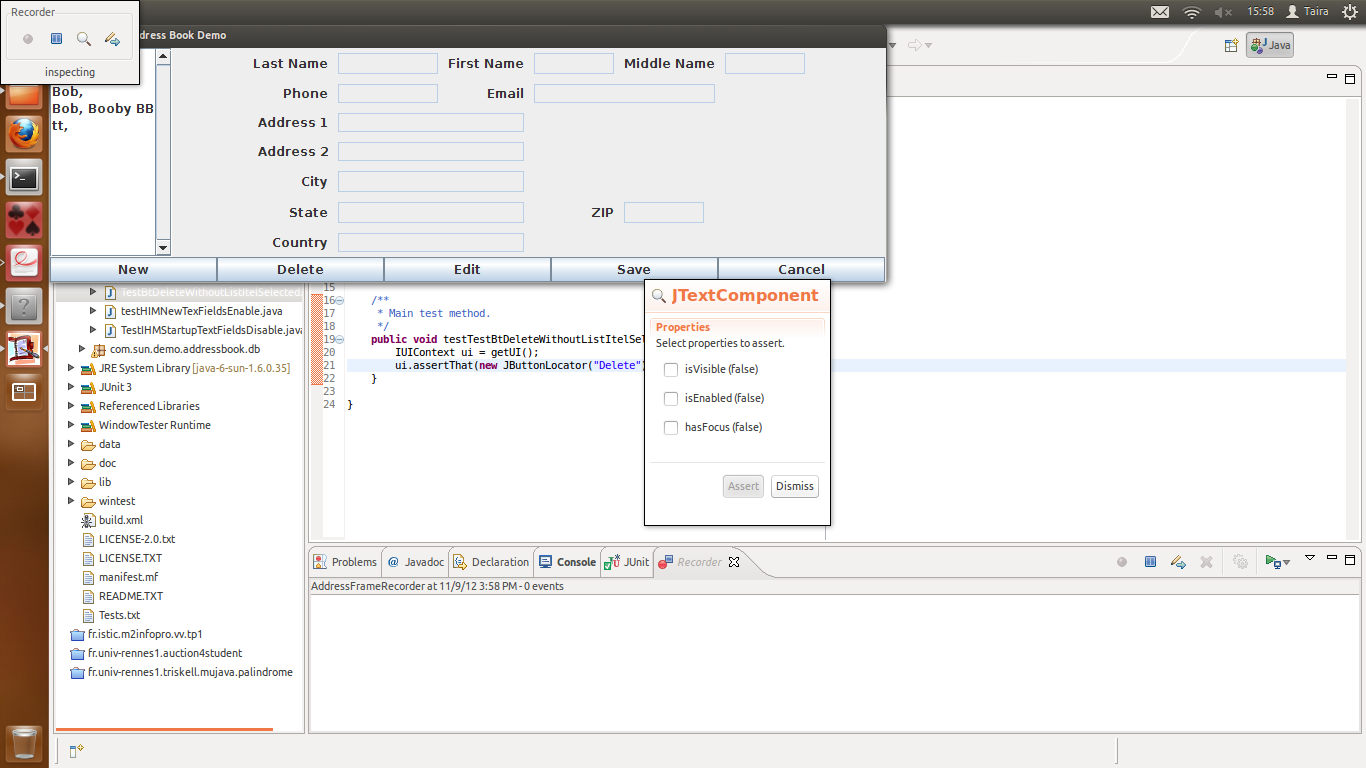 Recorder
inspecting
15:58
Taira
dress Book Demo
Java
Bob,
Bob, Booby BB
tt,
Last Name
First Name
Middle Name
Phone
Email
Address 1
Address 2
City
State
ZIP
Country
New
Delete
Edit
Save
Cancel
TestBtDeleteWithoutListItelSelected.
testHIMNewTexFieldsEnable.java
TestIHMStartupTextFieldsDisable.java
com.sun.demo.addressbook.db
JRE System Library [java-6-sun-1.6.0.35]
JUnit 3
Referenced Libraries
WindowTester Runtime
data
doc
lib
wintest
build.xml
LICENSE-2.0.txt
LICENSE.TXT
manifest.mf
README.TXT
Tests.txt
fr.istic.m2infopro.vv.tp1
fr.univ-rennes1.auction4student
fr.univ-rennes1.triskell.mujava.palindrome
15
16 /**
17 * Main test method.
18 */
19 public void testTestBtDeleteWithoutListItelSel
20 IUIContext ui = getUI();
21 ui.assertThat(new JButtonLocator("Delete")
22 }
23
24 }
JTextComponent
Properties
Select properties to assert.
isVisible (false)
isEnabled (false)
hasFocus (false)
Assert
Dismiss
Problems
Javadoc
Declaration
Console
JUnit
Recorder
AddressFrameRecorder at 11/9/12 3:58 PM - 0 events